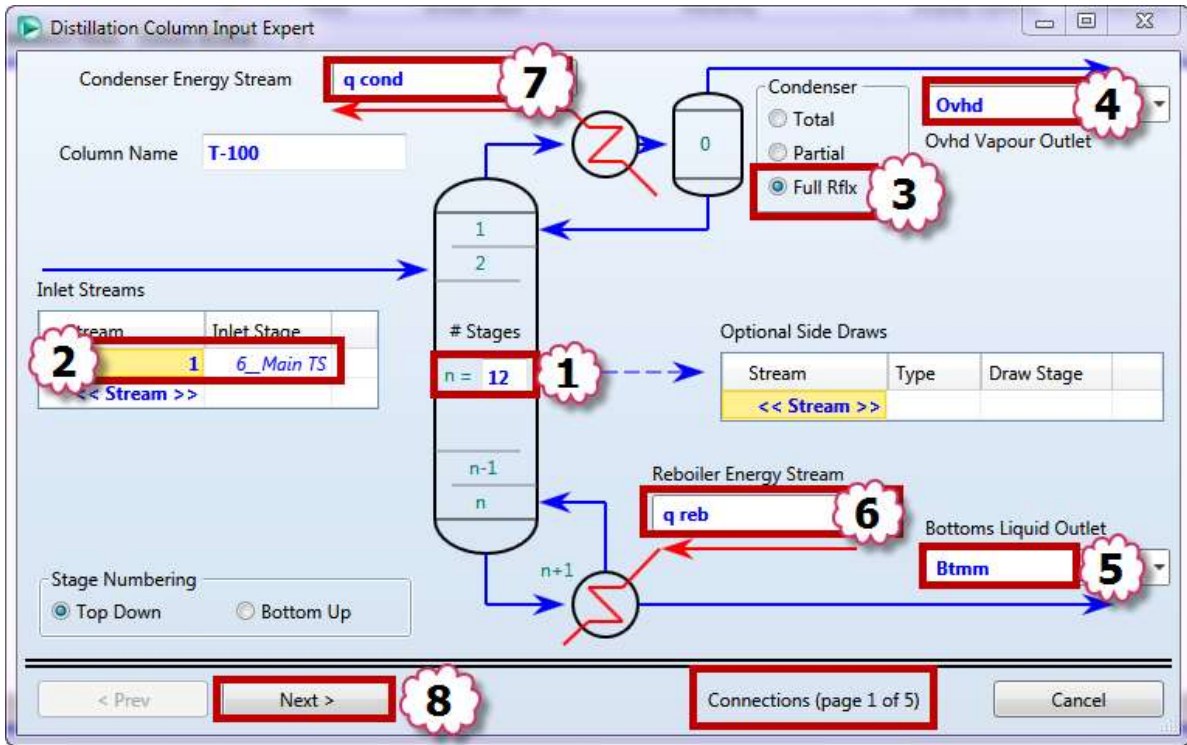 Distillation Column Input Expert
Condenser Energy Stream
q cond
7
Condenser
Total
Partial
Full Rflx
3
Ovhd
4
Ovhd Vapour Outlet
Column Name
T-100
0
1
2
Inlet Streams
Stream Inlet Stage
2
1 6__Main TS
<< Stream >>
# Stages
n = 12
1
Optional Side Draws
Stream Type Draw Stage
<< Stream >>
n-1
n
Reboiler Energy Stream
q reb
6
Bottoms Liquid Outlet
Btmm
5
n+1
Stage Numbering
Top Down Bottom Up
< Prev
Next >
8
Connections (page 1 of 5)
Cancel